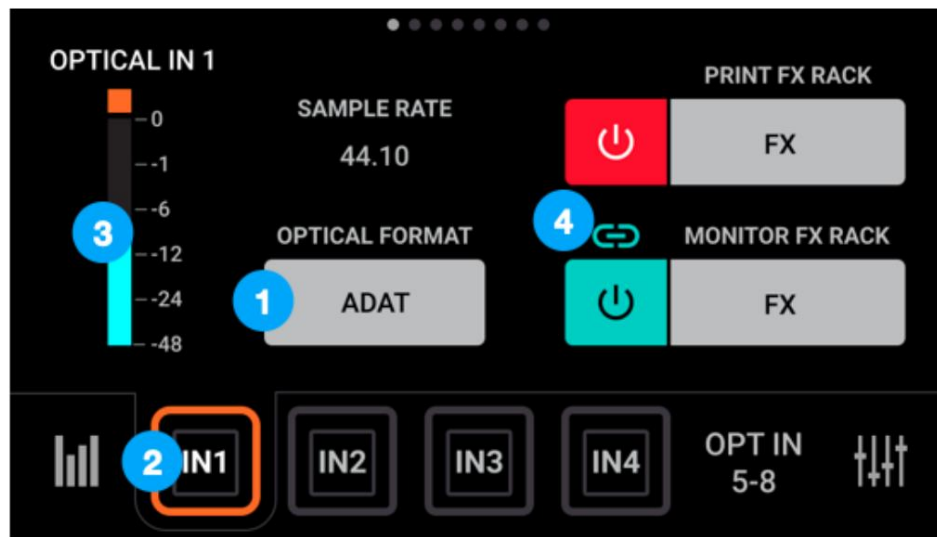 OPTICAL IN 1
0
-1
-6
-12
-24
-48
3
SAMPLE RATE
44.10
OPTICAL FORMAT
1
ADAT
PRINT FX RACK
FX
4
MONITOR FX RACK
FX
2
IN1
IN2
IN3
IN4
OPT IN
5-8